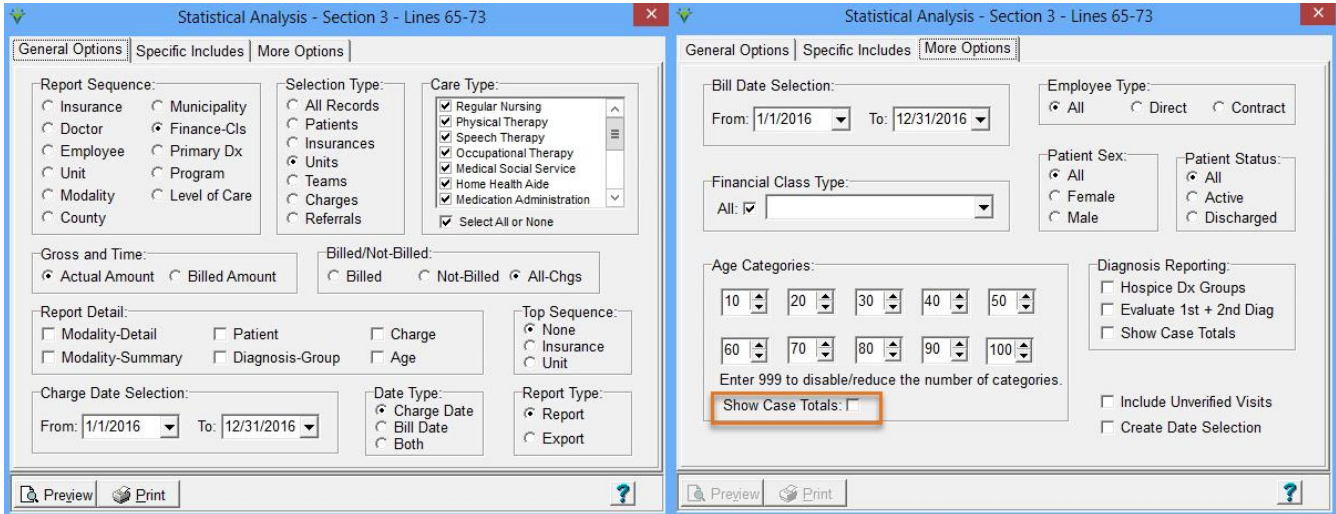 Statistical Analysis - Section 3 - Lines 65-73
General Options
Specific Includes
More Options
Report Sequence:
Insurance
Doctor
Employee
Unit
Modality
County
Municipality
Finance-Cls
Primary Dx
Program
Level of Care
Selection Type:
All Records
Patients
Insurances
Units
Teams
Charges
Referrals
Care Type:
Regular Nursing
Physical Therapy
Speech Therapy
Occupational Therapy
Medical Social Service
Home Health Aide
Medication Administration
Select All or None
Gross and Time:
Actual Amount
Billed Amount
Billed/Not-Billed:
Billed
Not-Billed
All-Chgs
Report Detail:
Modality-Detail
Patient
Charge
Modality-Summary
Diagnosis-Group
Age
Top Sequence:
None
Insurance
Unit
Charge Date Selection:
From: 1/1/2016
To: 12/31/2016
Date Type:
Charge Date
Bill Date
Both
Report Type:
Report
Export
Preview
Print
?
Statistical Analysis - Section 3 - Lines 65-73
General Options
Specific Includes
More Options
Bill Date Selection:
From: 1/1/2016
To: 12/31/2016
Employee Type:
All
Direct
Contract
Financial Class Type:
All:
Patient Sex:
All
Female
Male
Patient Status:
All
Active
Discharged
Age Categories:
10 20 30 40 50
60 70 80 90 100
Enter 999 to disable/reduce the number of categories.
Show Case Totals:
Diagnosis Reporting:
Hospice Dx Groups
Evaluate 1st + 2nd Diag
Show Case Totals
Include Unverified Visits
Create Date Selection
Preview
Print
?